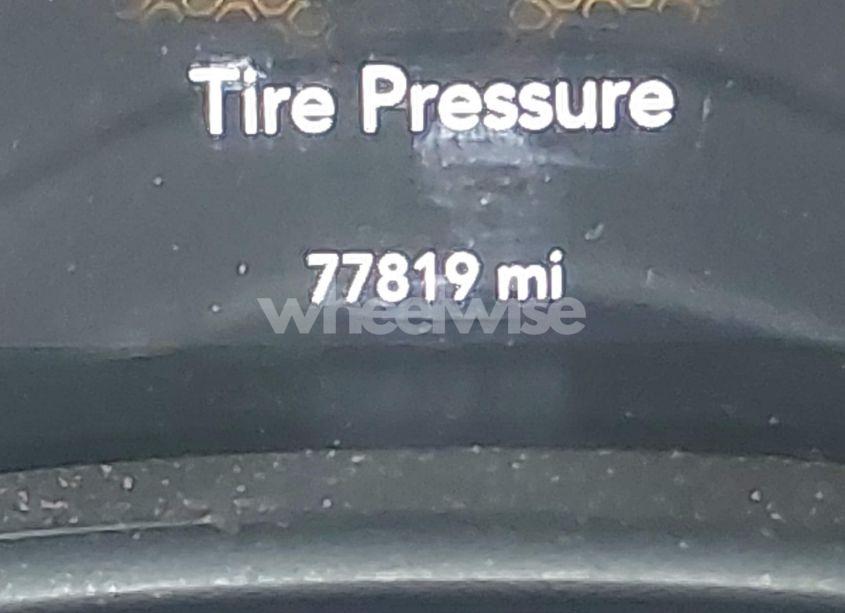 Tire Pressure
77819 mi
wheelwise